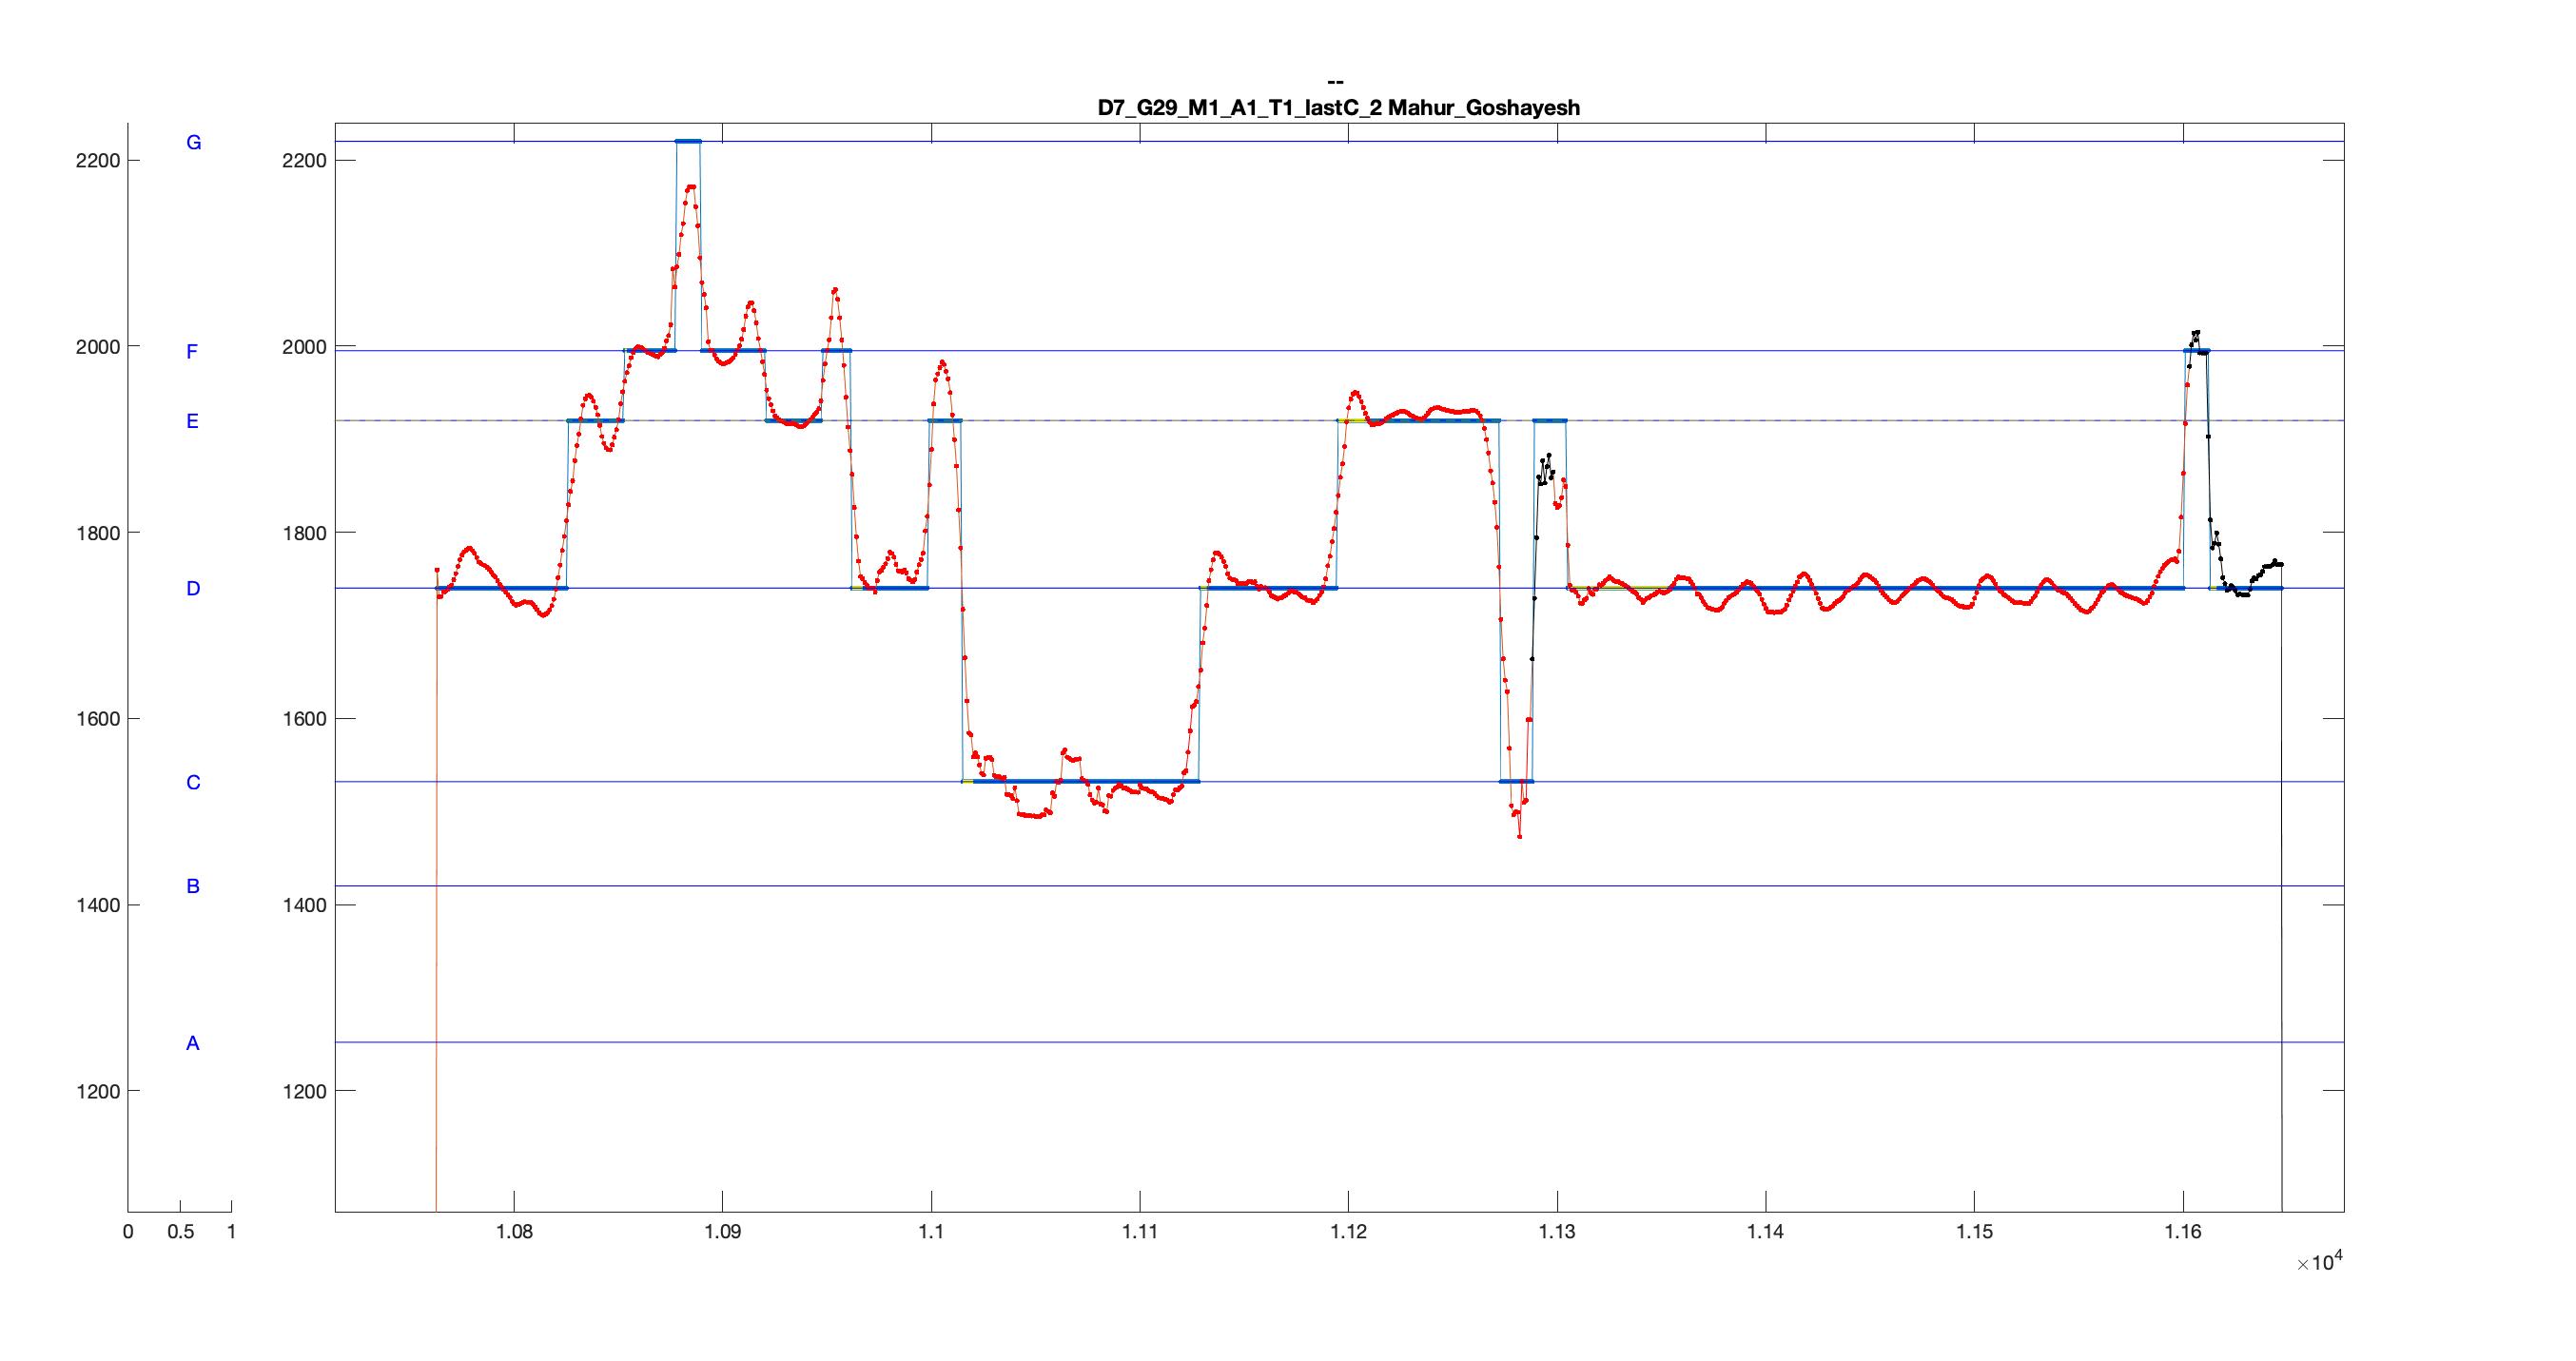 --
D7_G29_M1_A1_T1_lastC_2 Mahur_Goshayesh
2200 G 2200
2000 F 2000
E
1800 1800
D
1600 1600
C
B
1400 1400
A
1200 1200
0 0.5 1 1.08 1.09 1.1 1.11 1.12 1.13 1.14 1.15 1.16
×10⁴